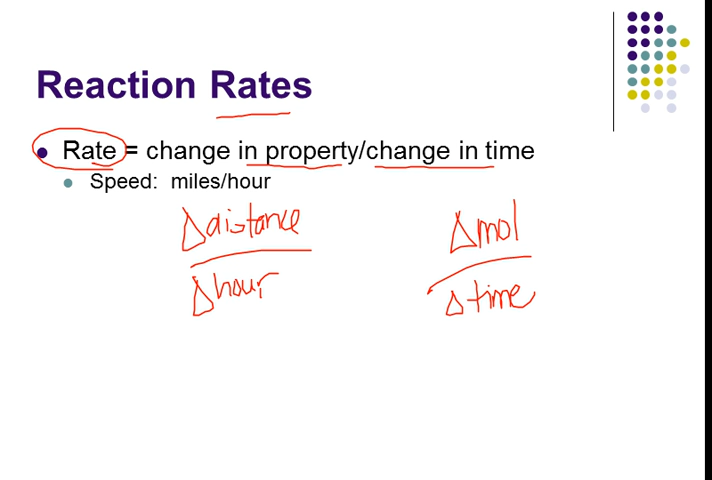 Reaction Rates
Rate = change in property/change in time
Speed: miles/hour
Δdistance
Δhour
Δmol
Δtime